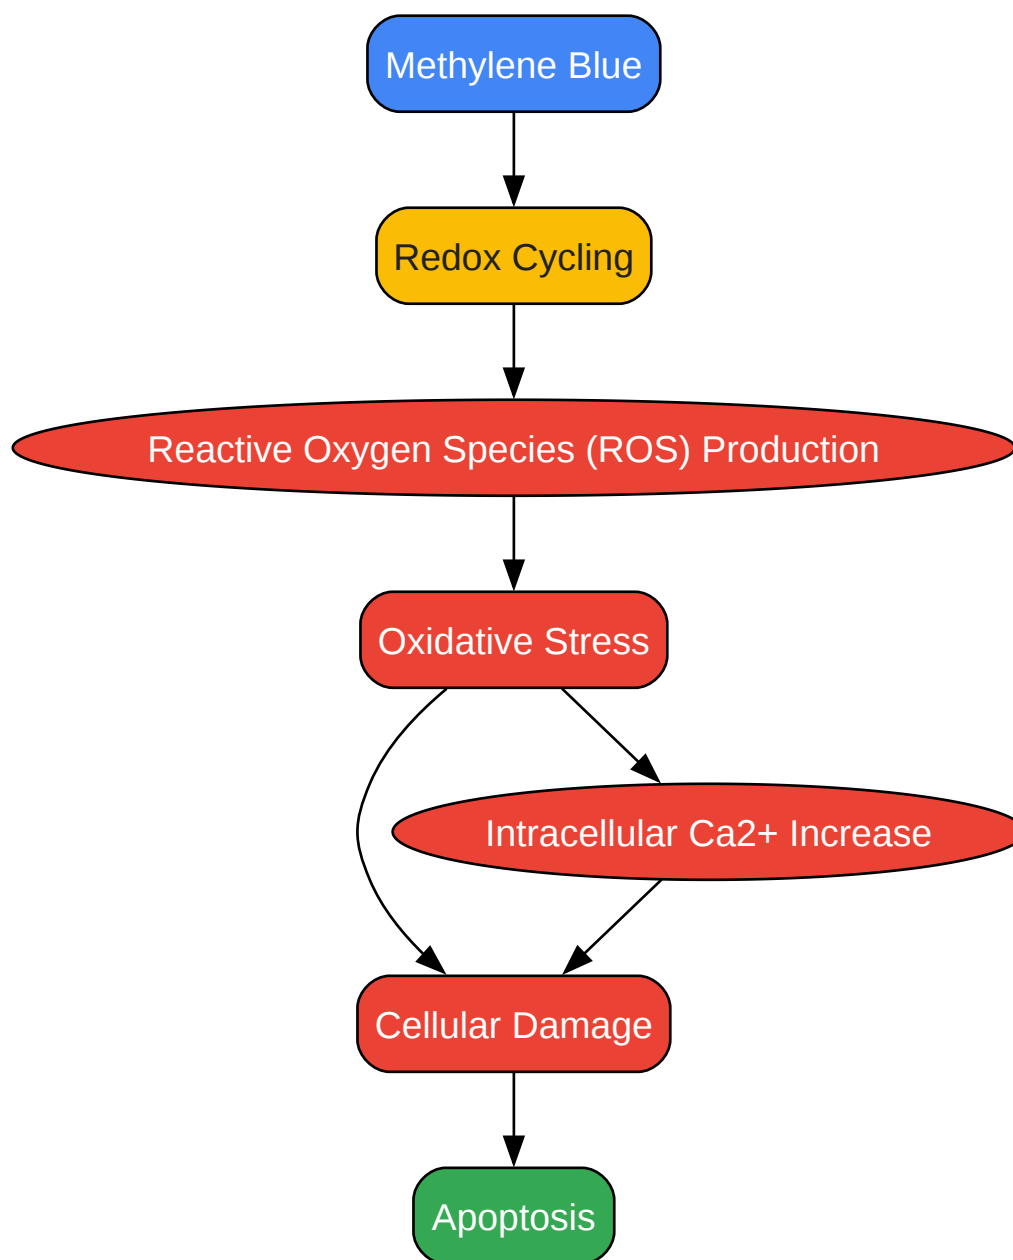 Methylene Blue
Redox Cycling
Reactive Oxygen Species (ROS) Production
Oxidative Stress
Intracellular Ca2+ Increase
Cellular Damage
Apoptosis